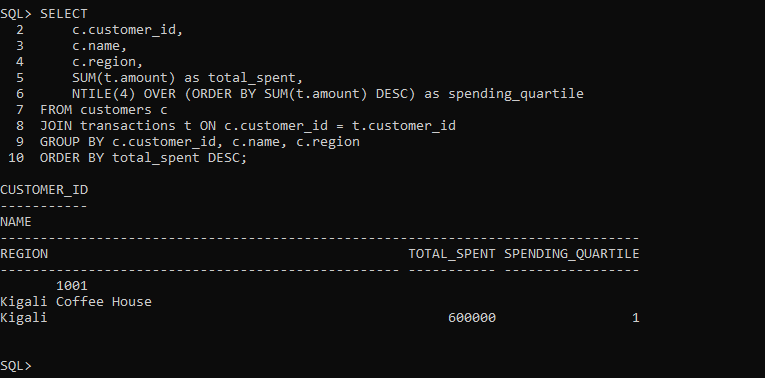 SQL> SELECT
  2      c.customer_id,
  3      c.name,
  4      c.region,
  5      SUM(t.amount) as total_spent,
  6      NTILE(4) OVER (ORDER BY SUM(t.amount) DESC) as spending_quartile
  7  FROM customers c
  8  JOIN transactions t ON c.customer_id = t.customer_id
  9  GROUP BY c.customer_id, c.name, c.region
 10  ORDER BY total_spent DESC;

CUSTOMER_ID
-----------
NAME
--------------------------------------------------------------------------------
REGION                                             TOTAL_SPENT SPENDING_QUARTILE
-------------------------------------------------- ----------- -----------------
       1001
Kigali Coffee House
Kigali                                                  600000                 1


SQL>